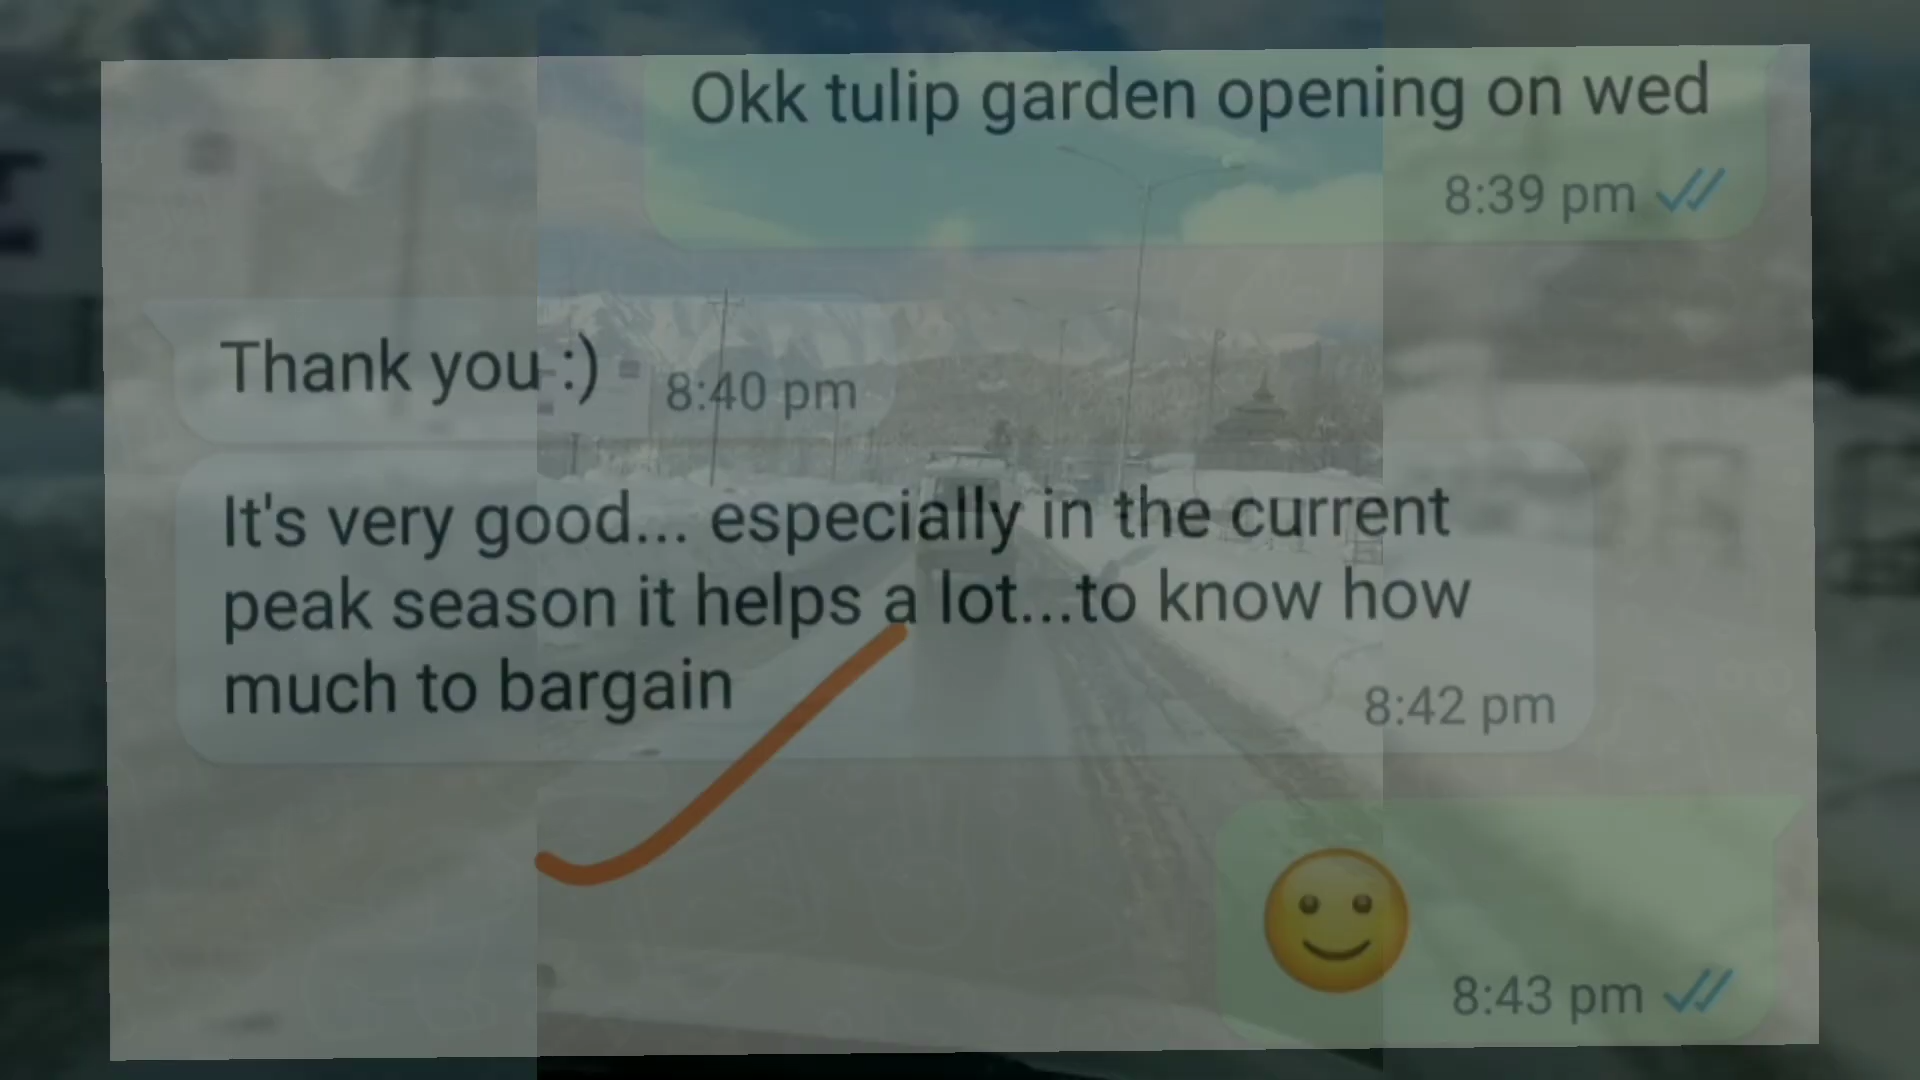 Okk tulip garden opening on wed
8:39 pm
Thank you :)
8:40 pm
It's very good... especially in the current
peak season it helps a lot...to know how
much to bargain
8:42 pm
8:43 pm